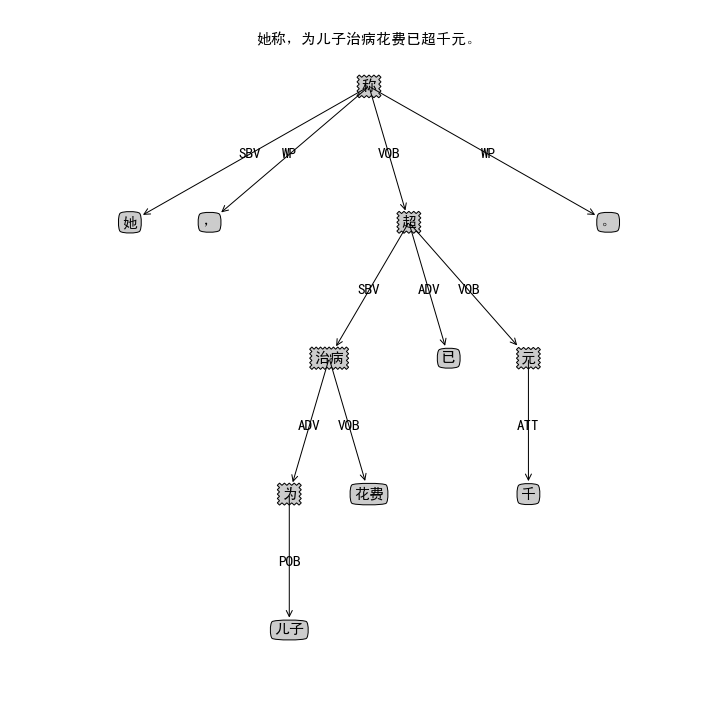 她称，为儿子治病花费已超千元。
称
SBV WP VOB WP
她 ， 超 。
SBV ADV VOB
治病 已 元
ADV VOB ATT
为 花费 千
POB
儿子